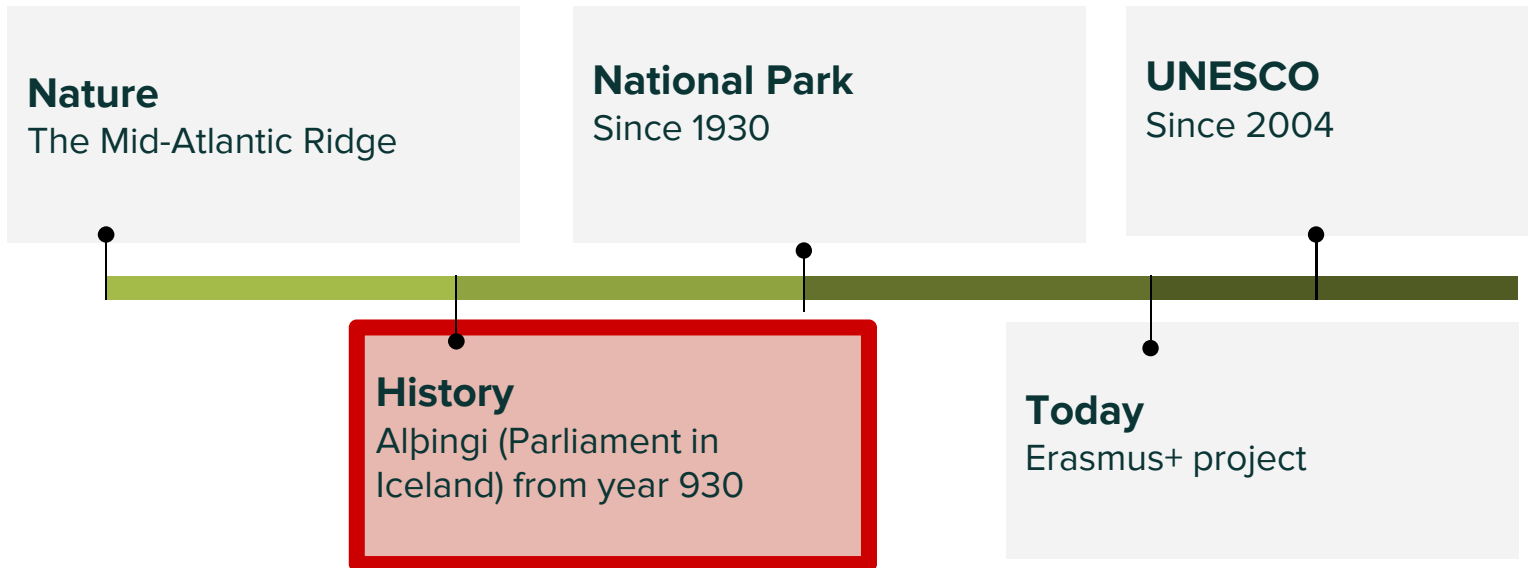 Nature
The Mid-Atlantic Ridge
National Park
Since 1930
UNESCO
Since 2004
History
Alþingi (Parliament in
Iceland) from year 930
Today
Erasmus+ project